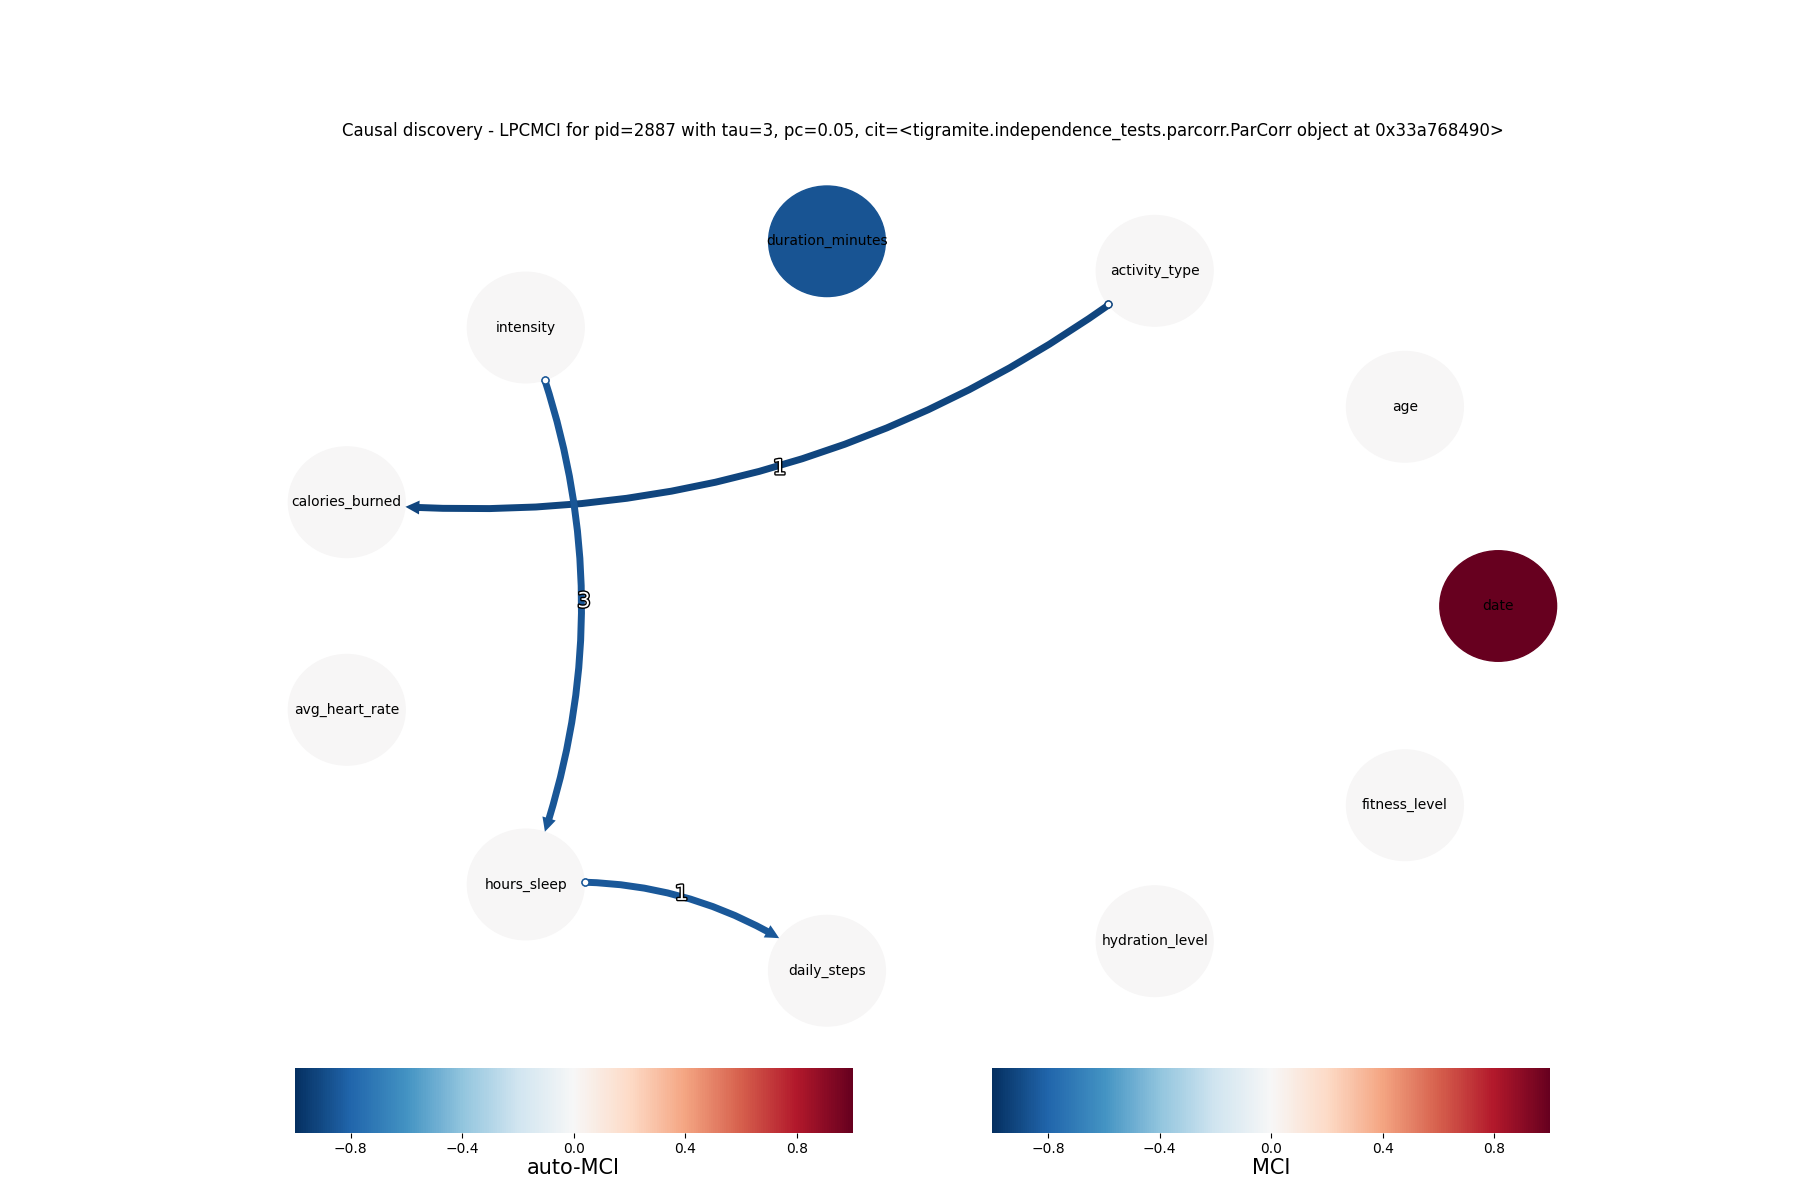 Causal discovery - LPCMCI for pid=2887 with tau=3, pc=0.05, cit=<tigramite.independence_tests.parcorr.ParCorr object at 0x33a768490>
duration_minutes
activity_type
intensity
age
1
calories_burned
3
date
avg_heart_rate
fitness_level
hours_sleep
1
hydration_level
daily_steps
−0.8 −0.4 0.0 0.4 0.8
auto-MCI
−0.8 −0.4 0.0 0.4 0.8
MCI